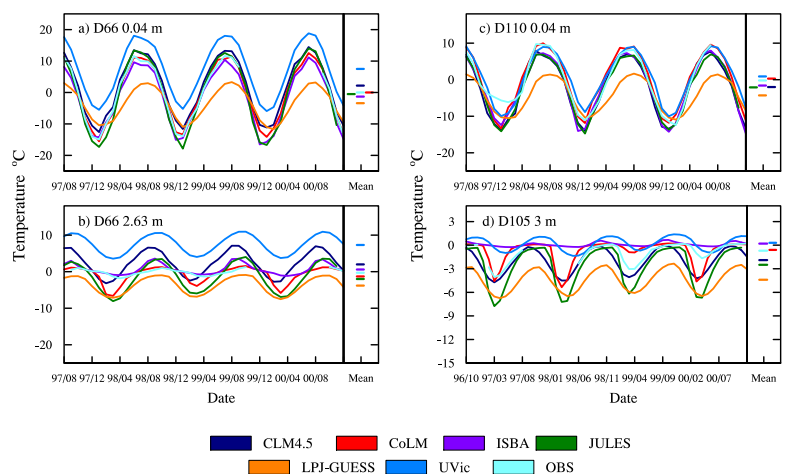 a) D66 0.04 m
20
10
0
-10
-20
97/08 97/12 98/04 98/08 98/12 99/04 99/08 99/12 00/04 00/08 Mean
Temperature °C
b) D66 2.63 m
20
10
0
-10
-20
97/08 97/12 98/04 98/08 98/12 99/04 99/08 99/12 00/04 00/08 Mean
Date
c) D110 0.04 m
20
10
0
-10
-20
97/08 97/12 98/04 98/08 98/12 99/04 99/08 99/12 00/04 00/08 Mean
Temperature °C
d) D105 3 m
3
0
-3
-6
-9
-12
-15
96/10 97/03 97/08 98/01 98/06 98/11 99/04 99/09 00/02 00/07 Mean
Date
CLM4.5 CoLM ISBA JULES
LPJ-GUESS UVic OBS